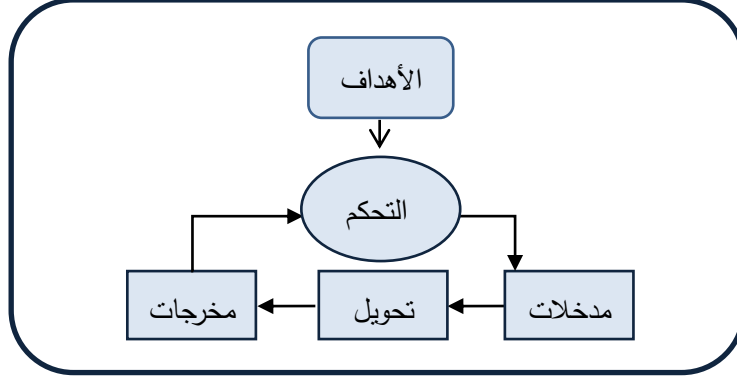 الأهداف
التحكم
مدخلات
تحويل
مخرجات